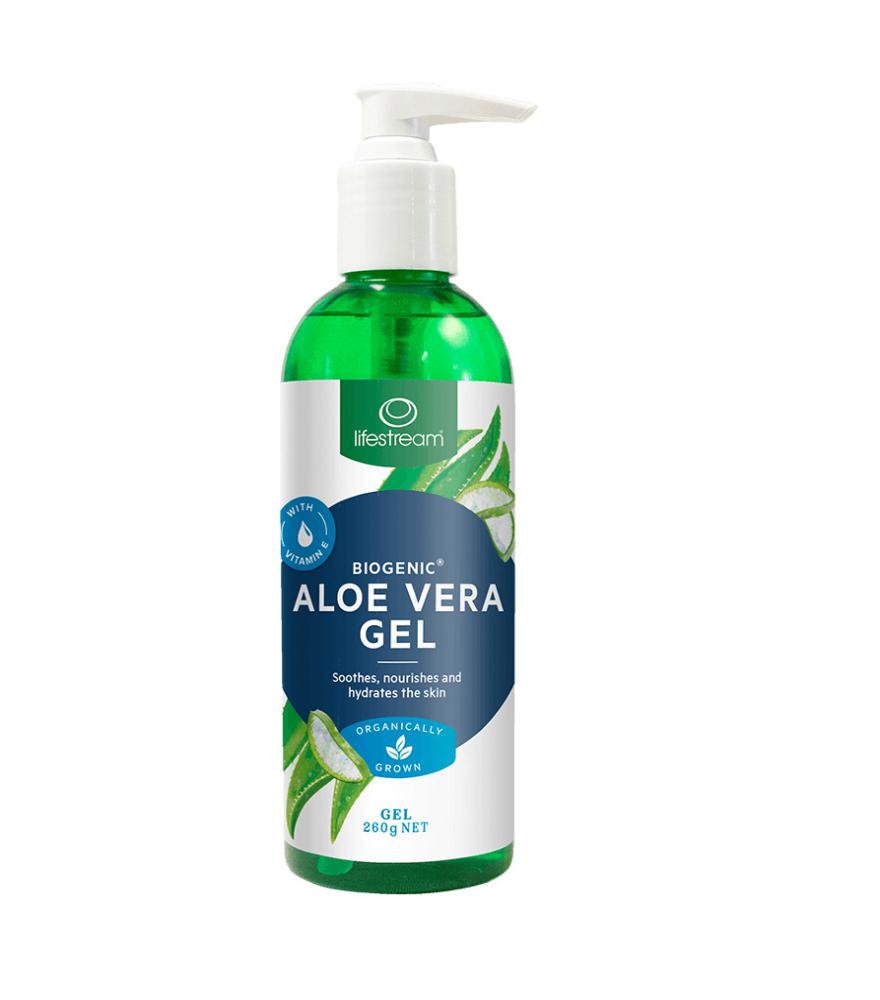 lifestream®
WITH
VITAMIN E
BIOGENIC®
ALOE VERA
GEL
Soothes, nourishes and
hydrates the skin
ORGANICALLY
GROWN
GEL
260g NET